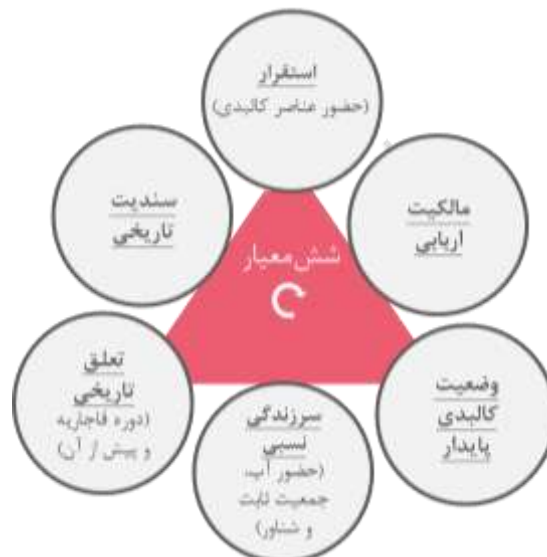 استقرار
(حضور عناصر کالبدی)
سندیت
تاریخی
مالکیت
اربابی
شش معیار
تعلق
تاریخی
(دوره قاجاریه
و پیش از آن)
سرزندگی
نسبی
(حضور آب،
جمعیت ثابت
و شناور)
وضعیت
کالبدی
پایدار